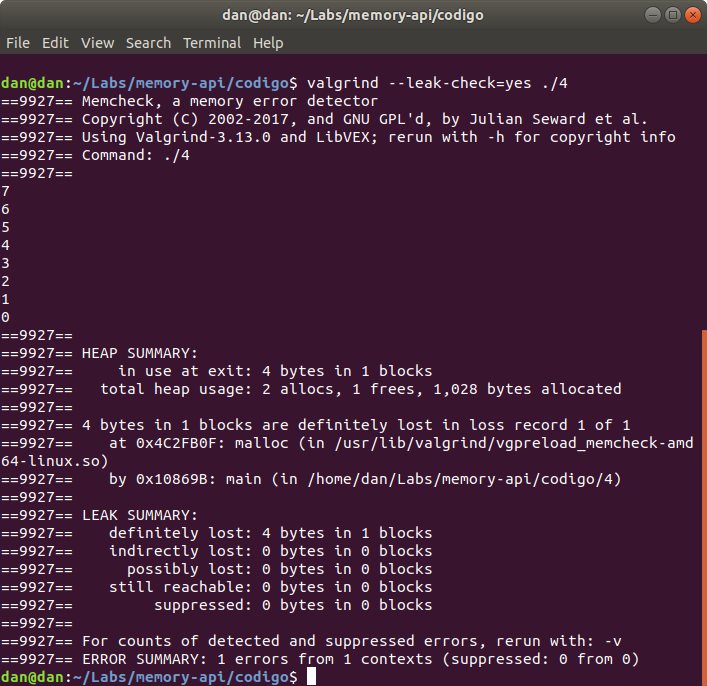 dan@dan: ~/Labs/memory-api/codigo
File Edit View Search Terminal Help
dan@dan:~/Labs/memory-api/codigo$ valgrind --leak-check=yes ./4
==9927== Memcheck, a memory error detector
==9927== Copyright (C) 2002-2017, and GNU GPL'd, by Julian Seward et al.
==9927== Using Valgrind-3.13.0 and LibVEX; rerun with -h for copyright info
==9927== Command: ./4
==9927==
7
6
5
4
3
2
1
0
==9927==
==9927== HEAP SUMMARY:
==9927==     in use at exit: 4 bytes in 1 blocks
==9927==   total heap usage: 2 allocs, 1 frees, 1,028 bytes allocated
==9927==
==9927== 4 bytes in 1 blocks are definitely lost in loss record 1 of 1
==9927==    at 0x4C2FB0F: malloc (in /usr/lib/valgrind/vgpreload_memcheck-amd
64-linux.so)
==9927==    by 0x10869B: main (in /home/dan/Labs/memory-api/codigo/4)
==9927==
==9927== LEAK SUMMARY:
==9927==    definitely lost: 4 bytes in 1 blocks
==9927==    indirectly lost: 0 bytes in 0 blocks
==9927==      possibly lost: 0 bytes in 0 blocks
==9927==    still reachable: 0 bytes in 0 blocks
==9927==         suppressed: 0 bytes in 0 blocks
==9927==
==9927== For counts of detected and suppressed errors, rerun with: -v
==9927== ERROR SUMMARY: 1 errors from 1 contexts (suppressed: 0 from 0)
dan@dan:~/Labs/memory-api/codigo$